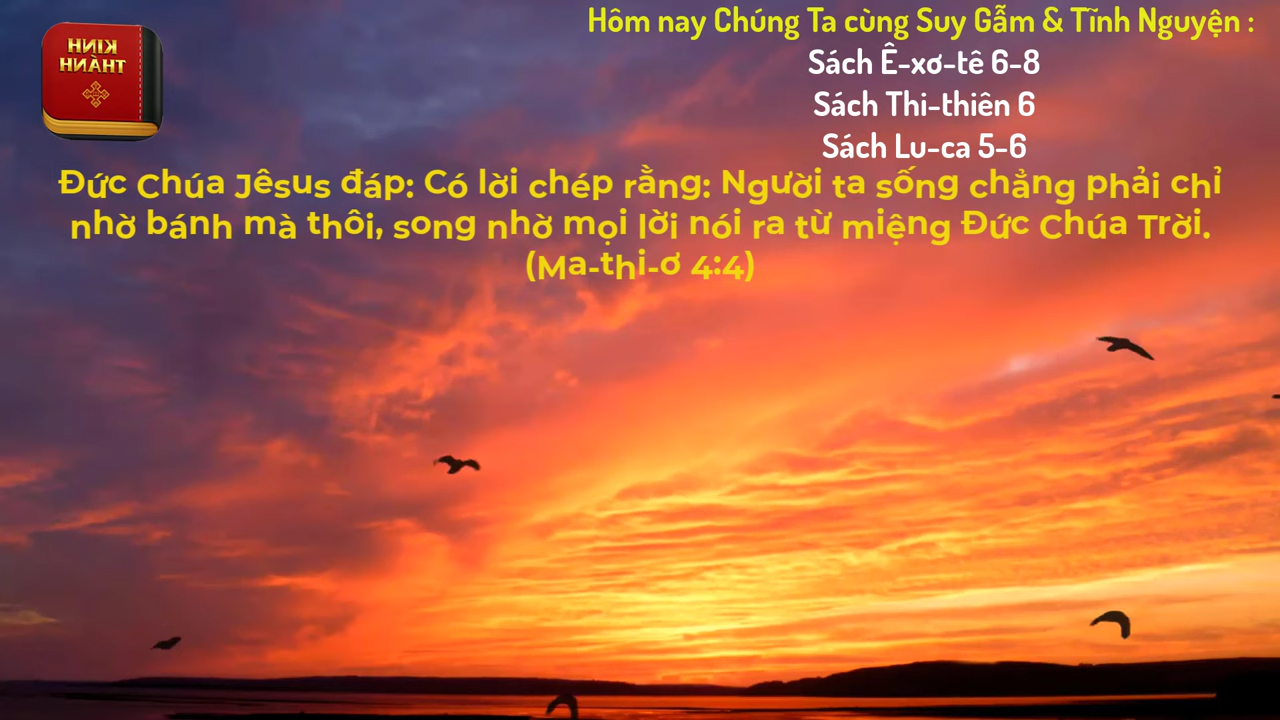 KINH
THÁNH
Hôm nay Chúng Ta cùng Suy Gẫm & Tĩnh Nguyện :
Sách Ê-xơ-tê 6-8
Sách Thi-thiên 6
Sách Lu-ca 5-6
Đức Chúa Jêsus đáp: Có lời chép rằng: Người ta sống chẳng phải chỉ
nhờ bánh mà thôi, song nhờ mọi lời nói ra từ miệng Đức Chúa Trời.
(Ma-thi-ơ 4:4)